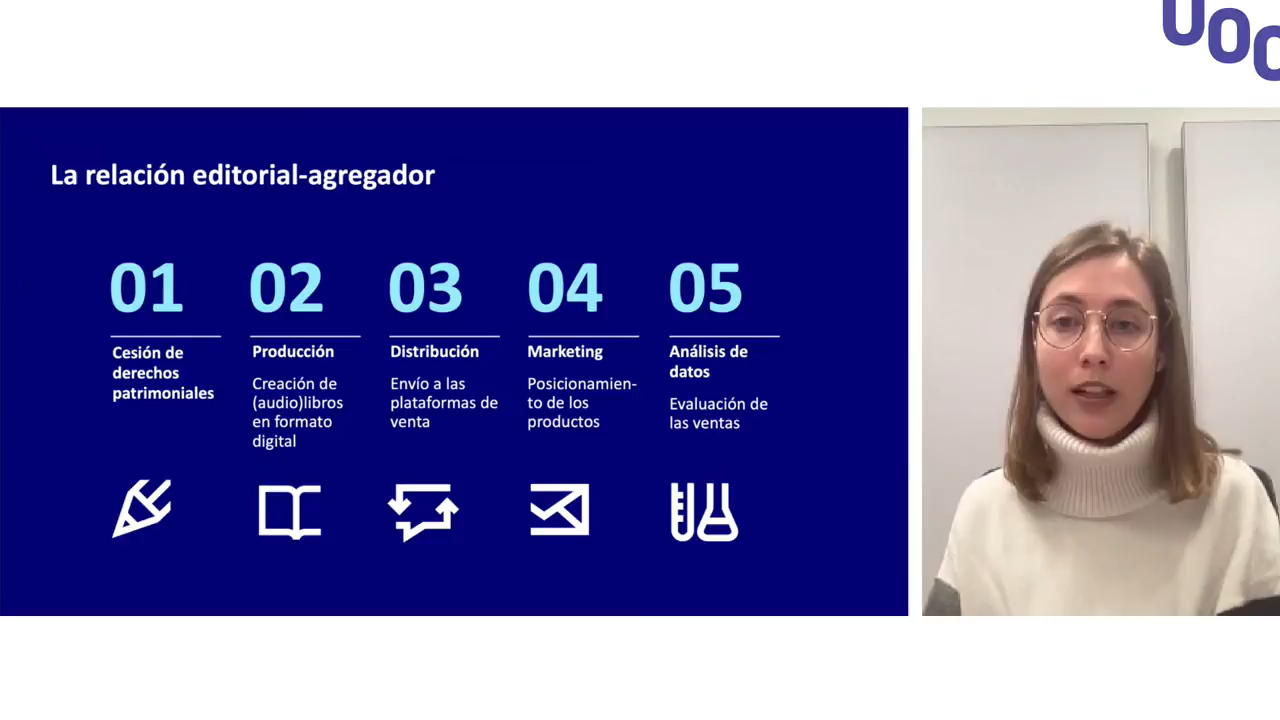 UOC
La relación editorial-agregador
01
Cesión de
derechos
patrimoniales
02
Producción
Creación de
(audio)libros
en formato
digital
03
Distribución
Envío a las
plataformas de
venta
04
Marketing
Posicionamien-
to de los
productos
05
Análisis de
datos
Evaluación de
las ventas